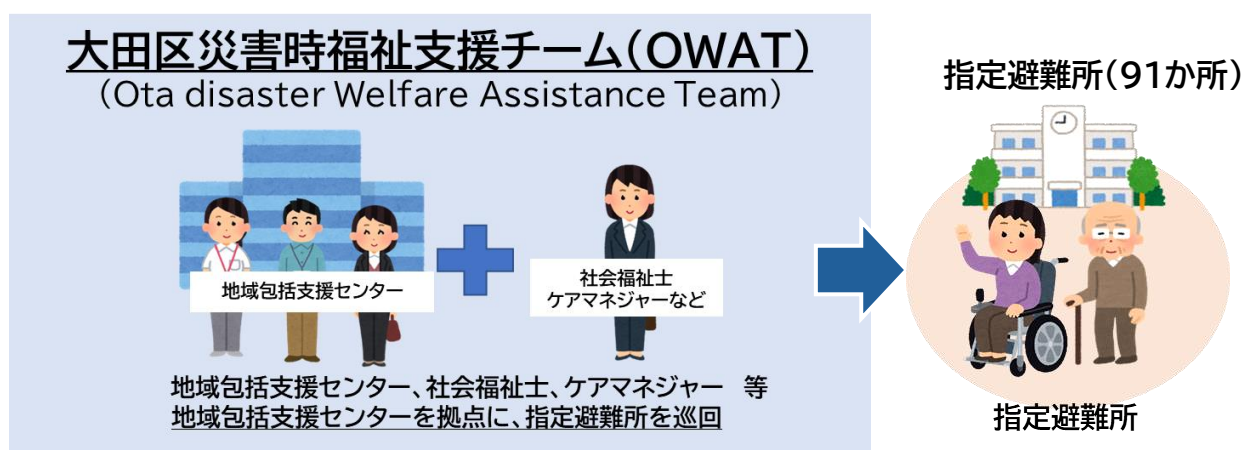 大田区災害時福祉支援チーム(OWAT)
(Ota disaster Welfare Assistance Team)
地域包括支援センター
社会福祉士
ケアマネジャーなど
地域包括支援センター、社会福祉士、ケアマネジャー　等
地域包括支援センターを拠点に、指定避難所を巡回
指定避難所(91か所)
指定避難所